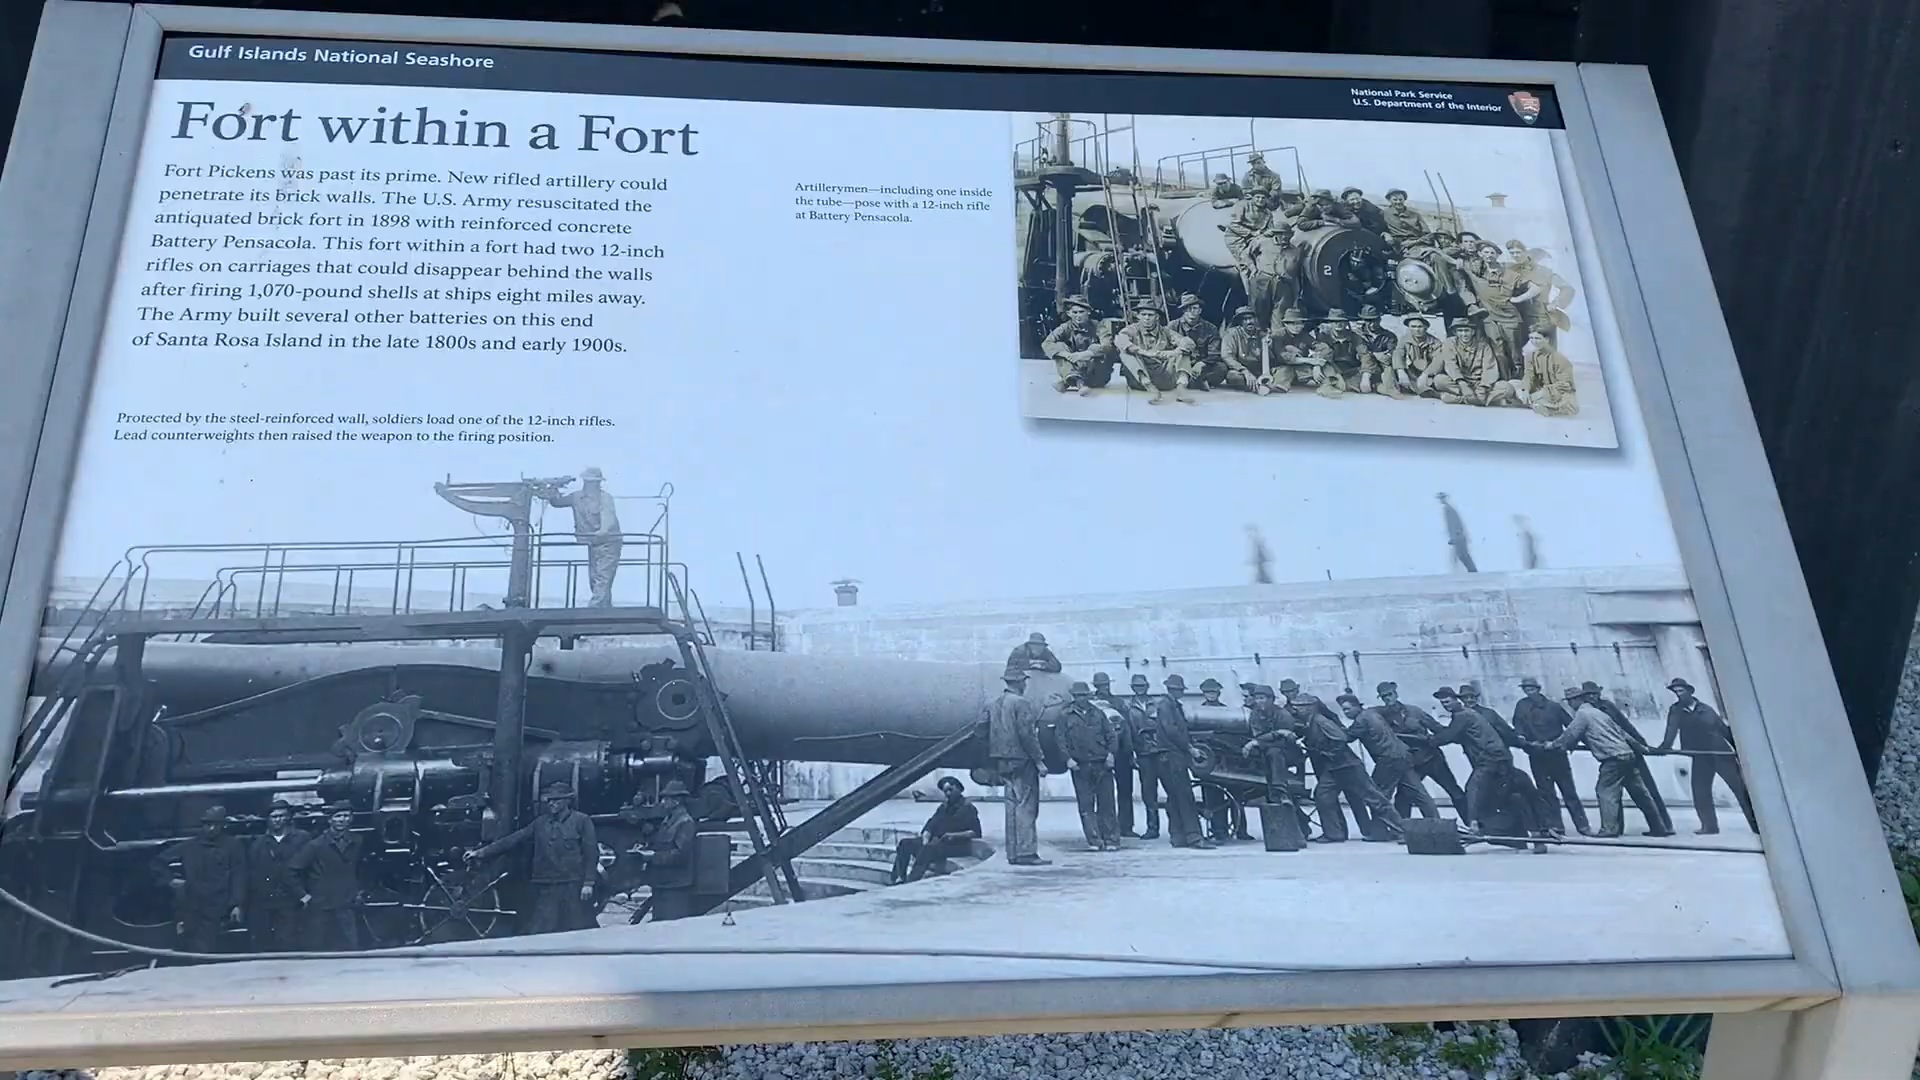 Gulf Islands National Seashore
National Park Service
U.S. Department of the Interior
Fort within a Fort
Fort Pickens was past its prime. New rifled artillery could
penetrate its brick walls. The U.S. Army resuscitated the
antiquated brick fort in 1898 with reinforced concrete
Battery Pensacola. This fort within a fort had two 12-inch
rifles on carriages that could disappear behind the walls
after firing 1,070-pound shells at ships eight miles away.
The Army built several other batteries on this end
of Santa Rosa Island in the late 1800s and early 1900s.
Artillerymen—including one inside
the tube—pose with a 12-inch rifle
at Battery Pensacola.
2
Protected by the steel-reinforced wall, soldiers load one of the 12-inch rifles.
Lead counterweights then raised the weapon to the firing position.